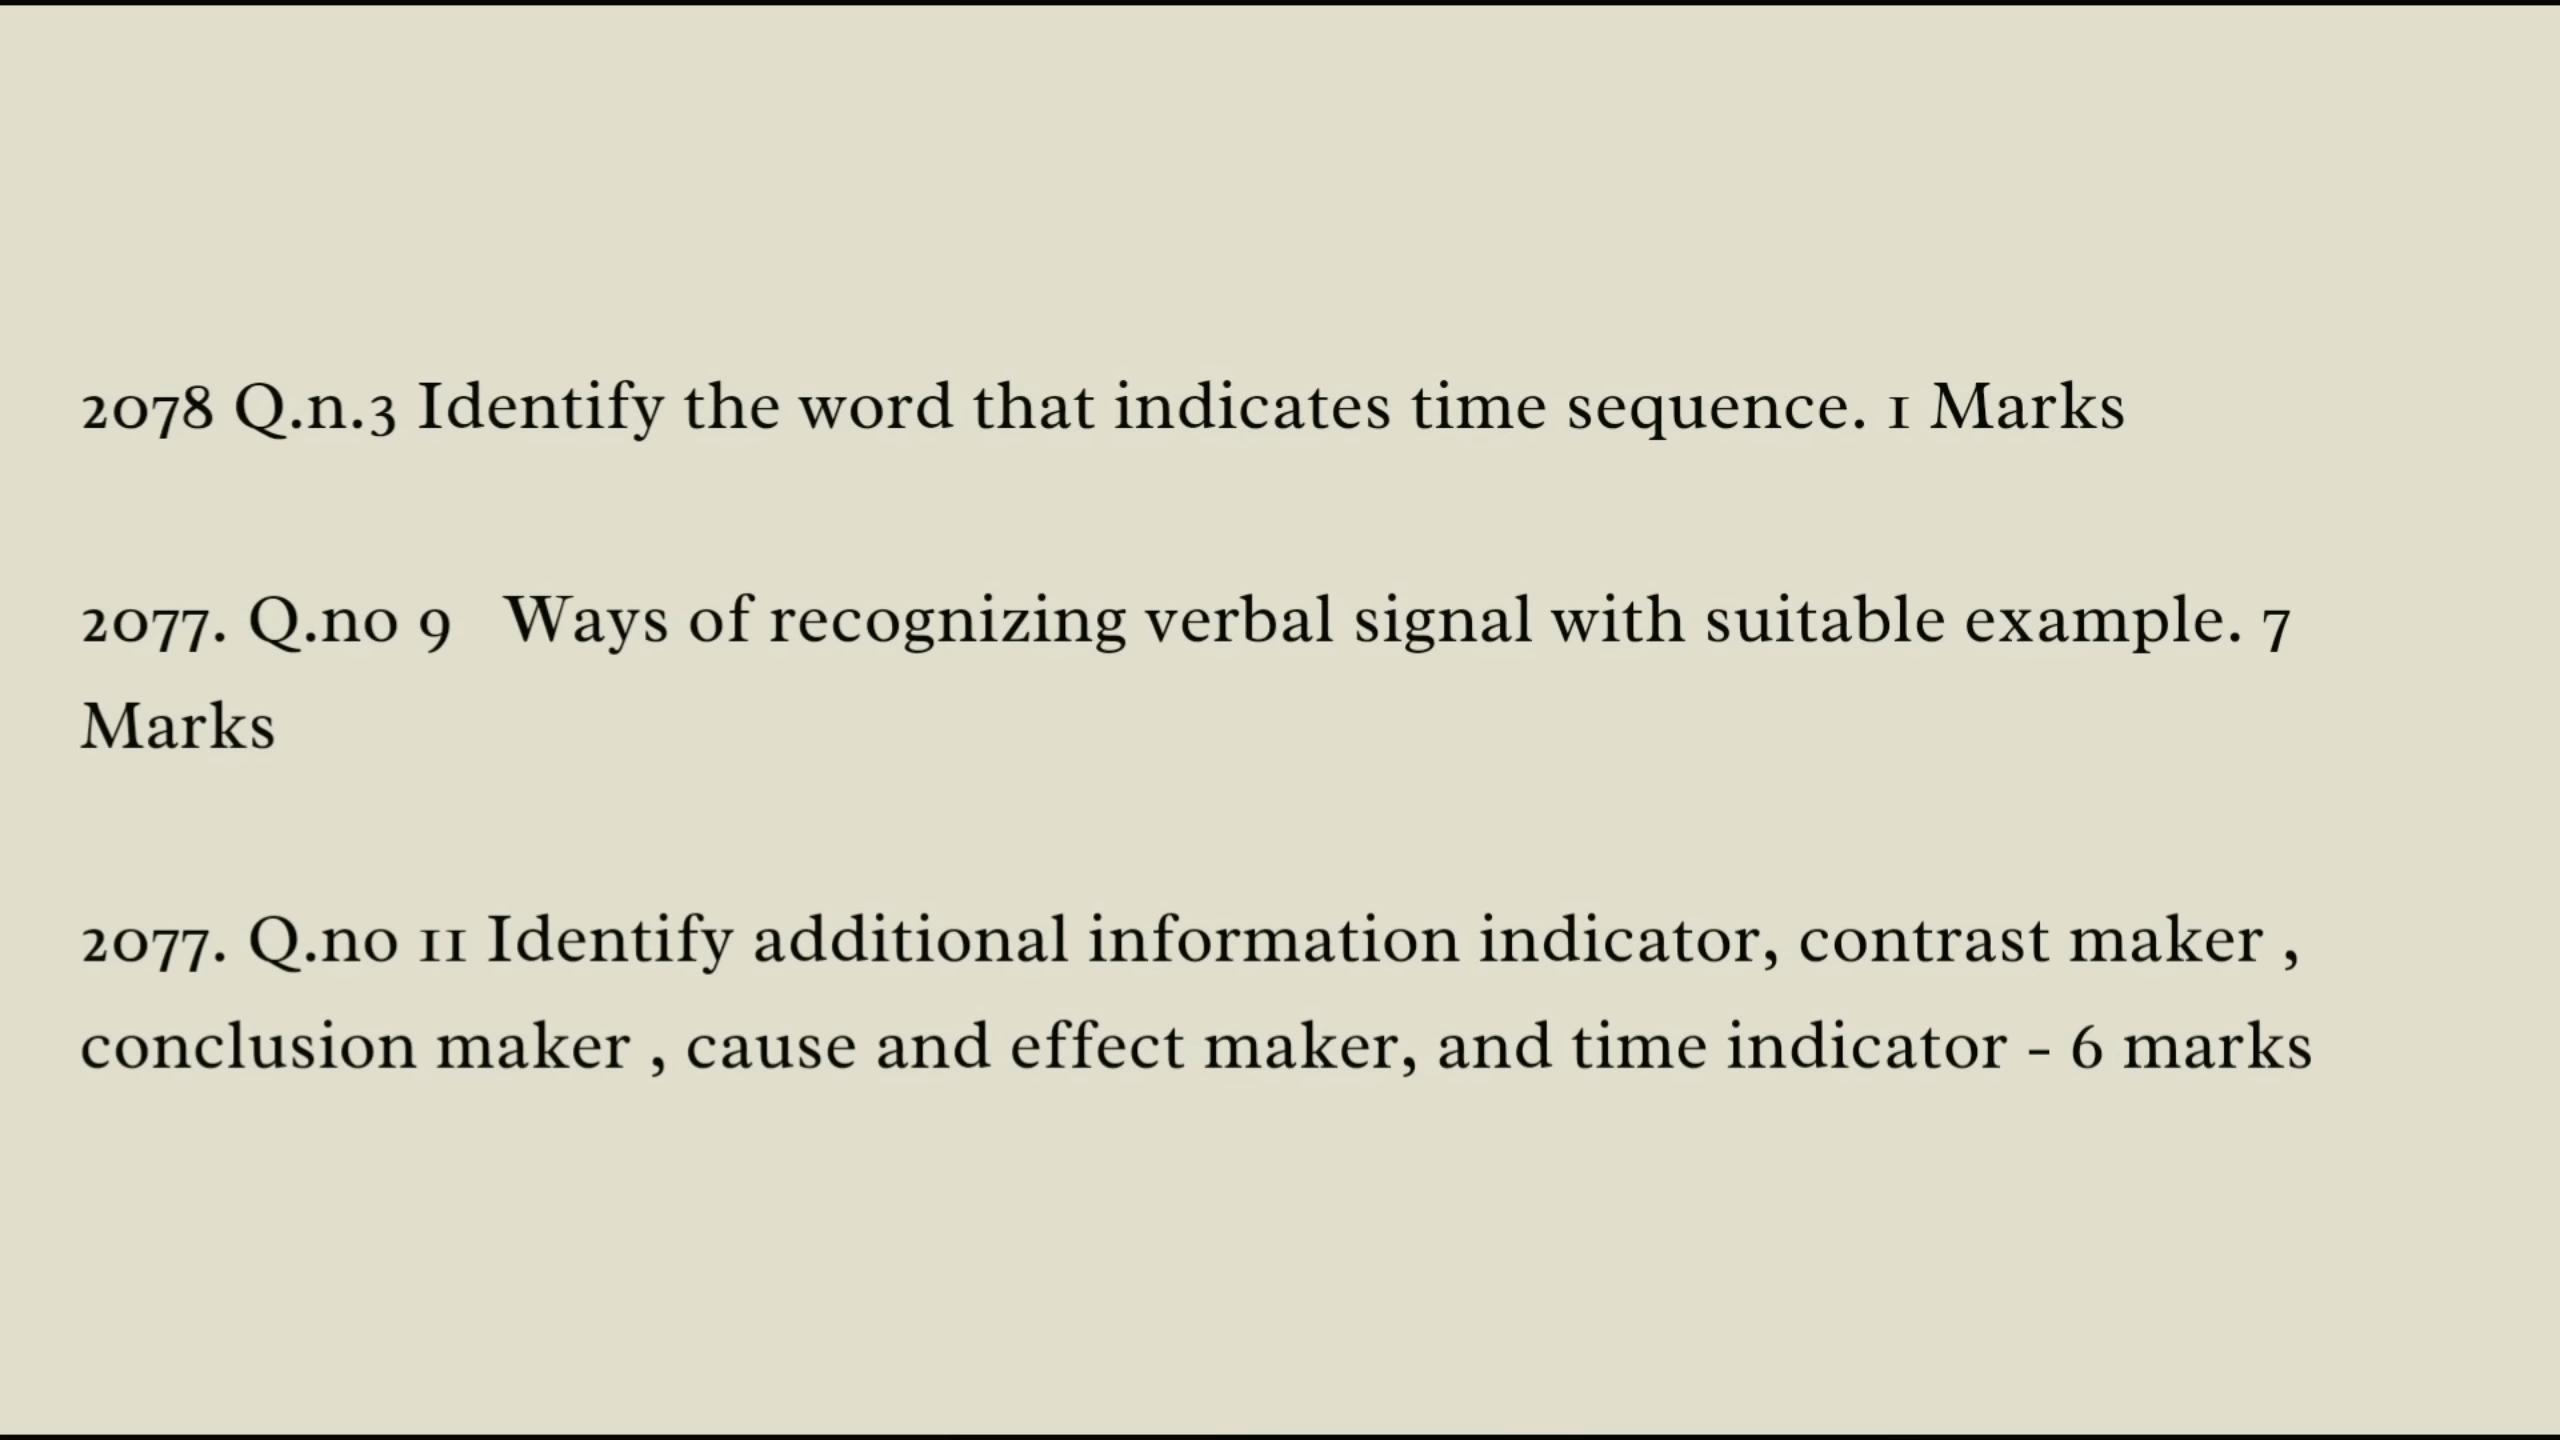 2078 Q.n.3 Identify the word that indicates time sequence. 1 Marks
2077. Q.no 9 Ways of recognizing verbal signal with suitable example. 7
Marks
2077. Q.no 11 Identify additional information indicator, contrast maker ,
conclusion maker , cause and effect maker, and time indicator - 6 marks